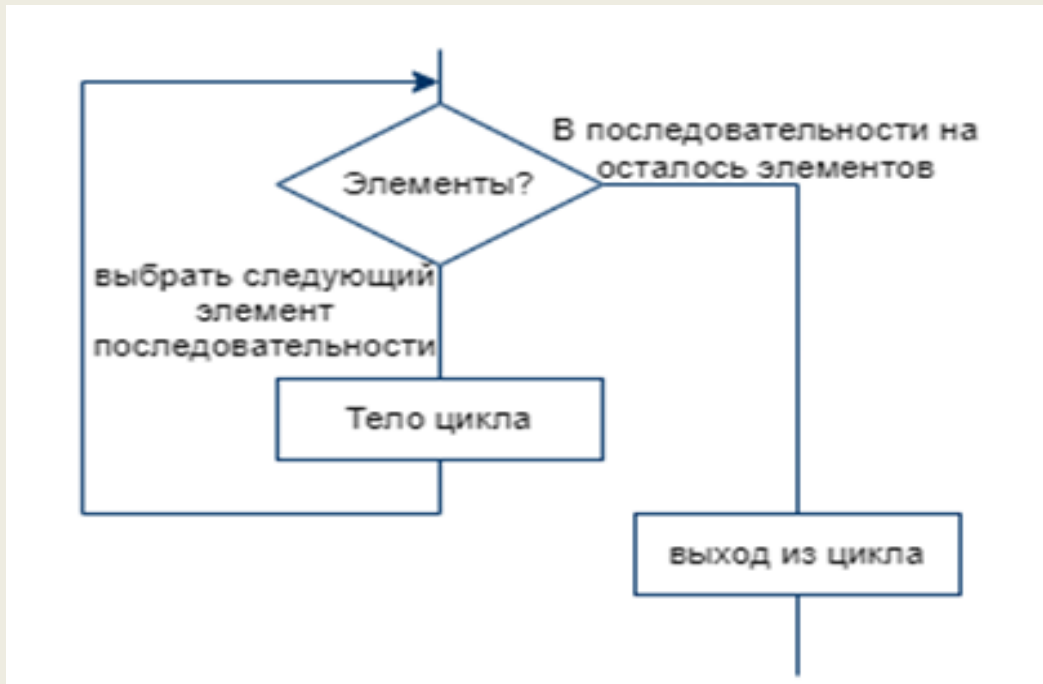 В последовательности на
осталось элементов
Элементы?
выбрать следующий
элемент
последовательности
Тело цикла
выход из цикла